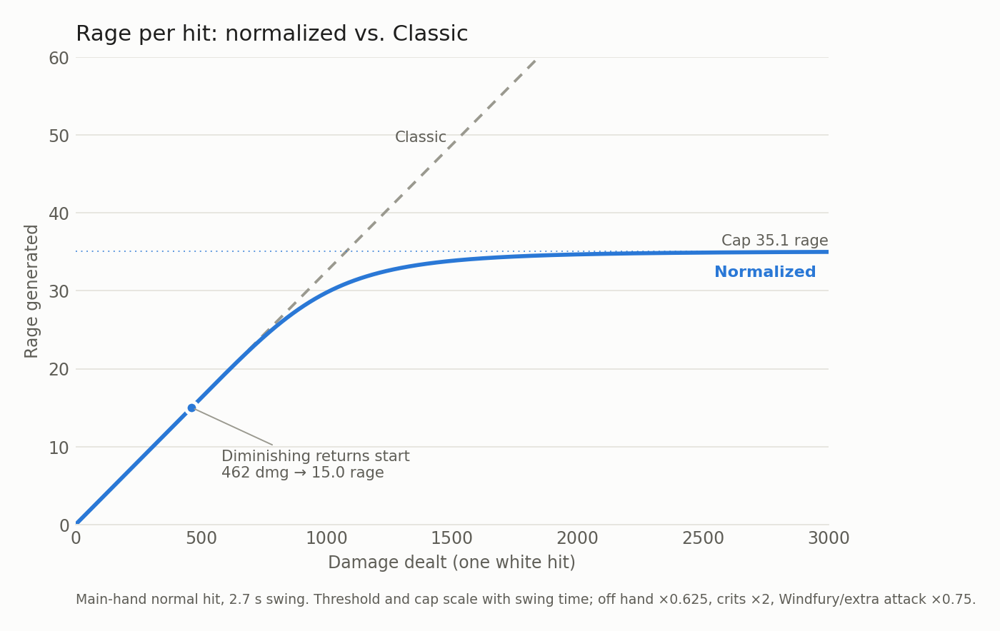 Rage per hit: normalized vs. Classic
60
50
40
30
20
10
0
Rage generated
Classic
Cap 35.1 rage
Normalized
Diminishing returns start
462 dmg → 15.0 rage
0 500 1000 1500 2000 2500 3000
Damage dealt (one white hit)
Main-hand normal hit, 2.7 s swing. Threshold and cap scale with swing time; off hand ×0.625, crits ×2, Windfury/extra attack ×0.75.